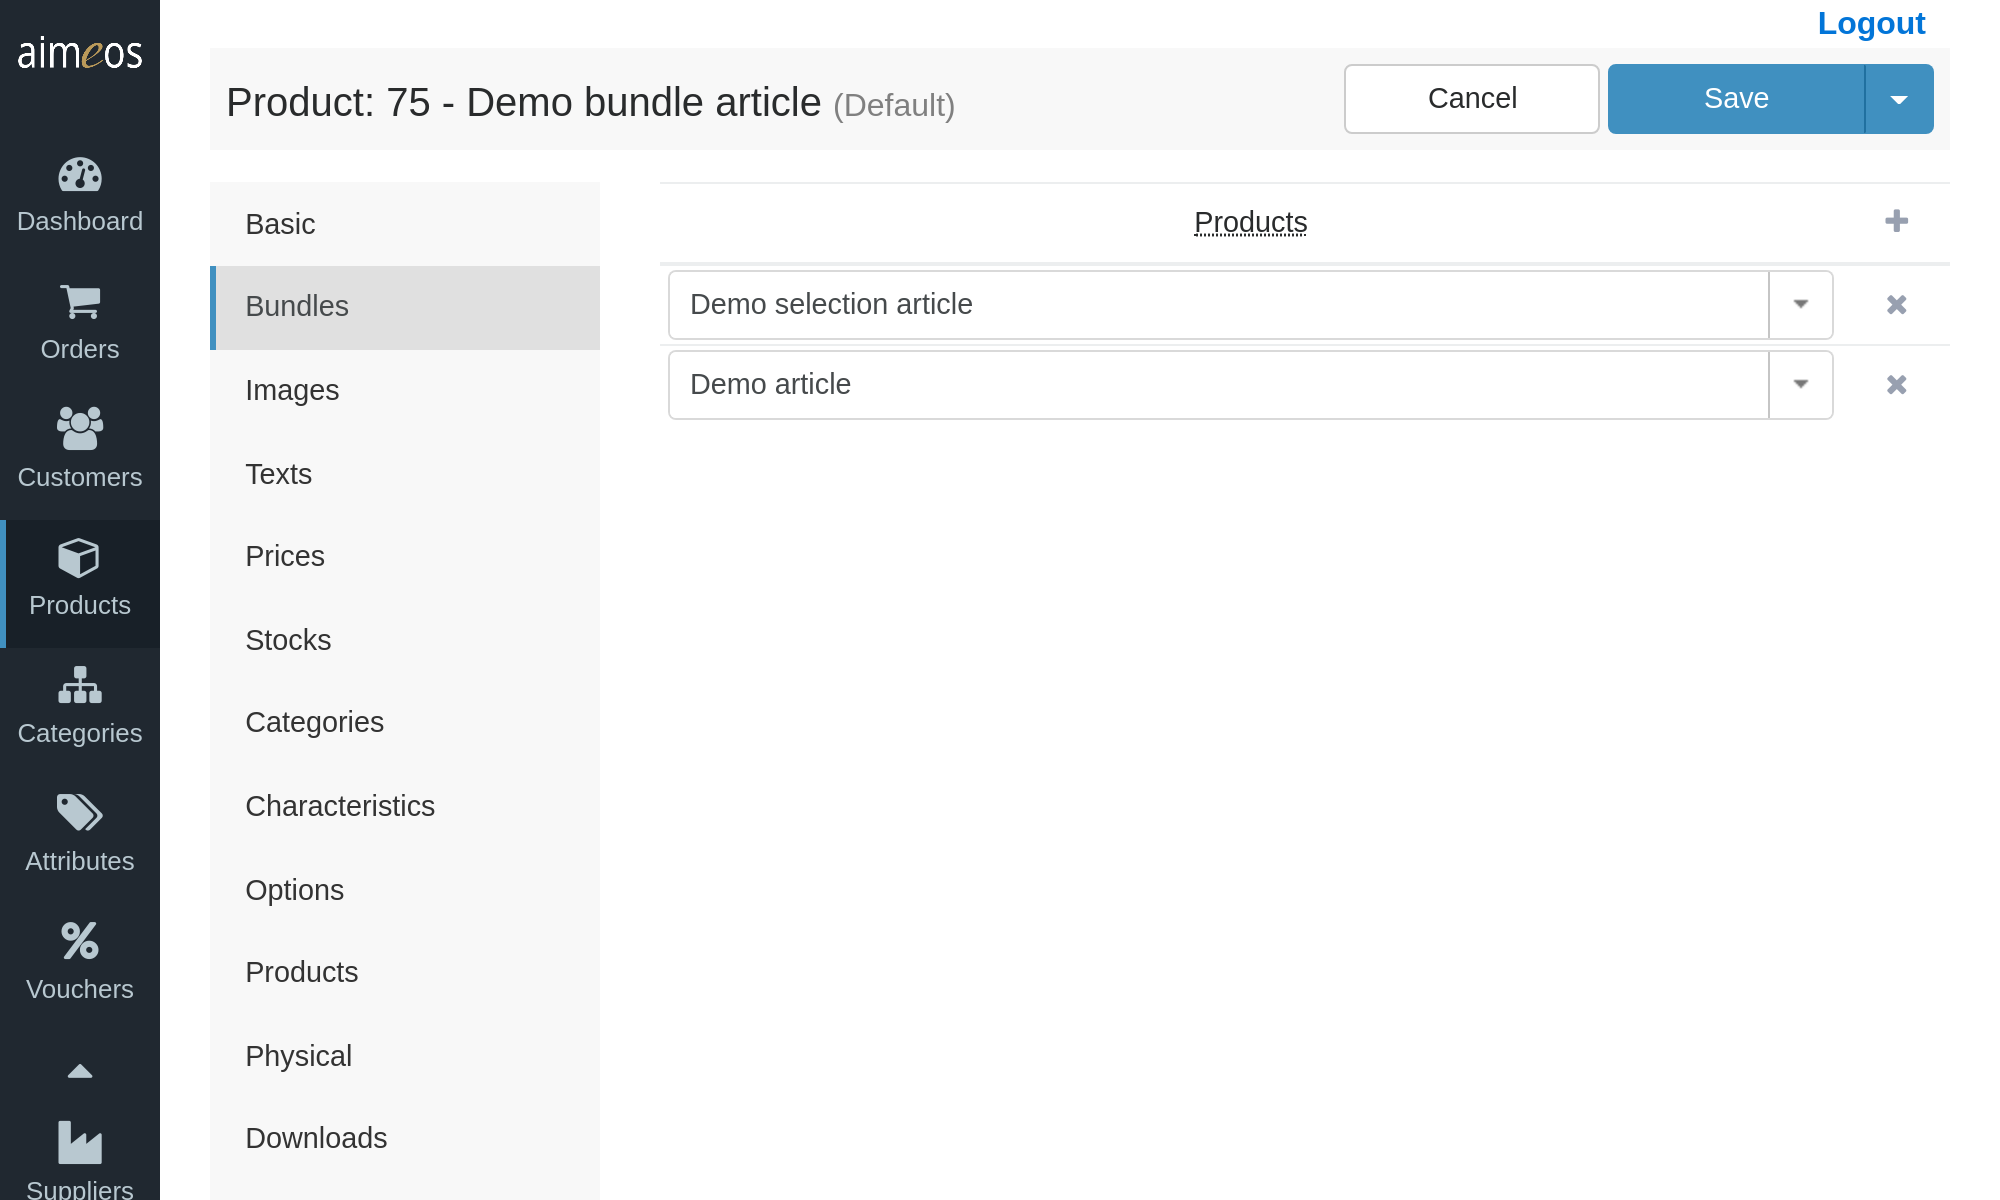 aimeos
Logout
Product: 75 - Demo bundle article (Default)
Cancel
Save
Dashboard
Orders
Customers
Products
Categories
Attributes
Vouchers
Suppliers
Basic
Bundles
Images
Texts
Prices
Stocks
Categories
Characteristics
Options
Products
Physical
Downloads
Products
Demo selection article
Demo article